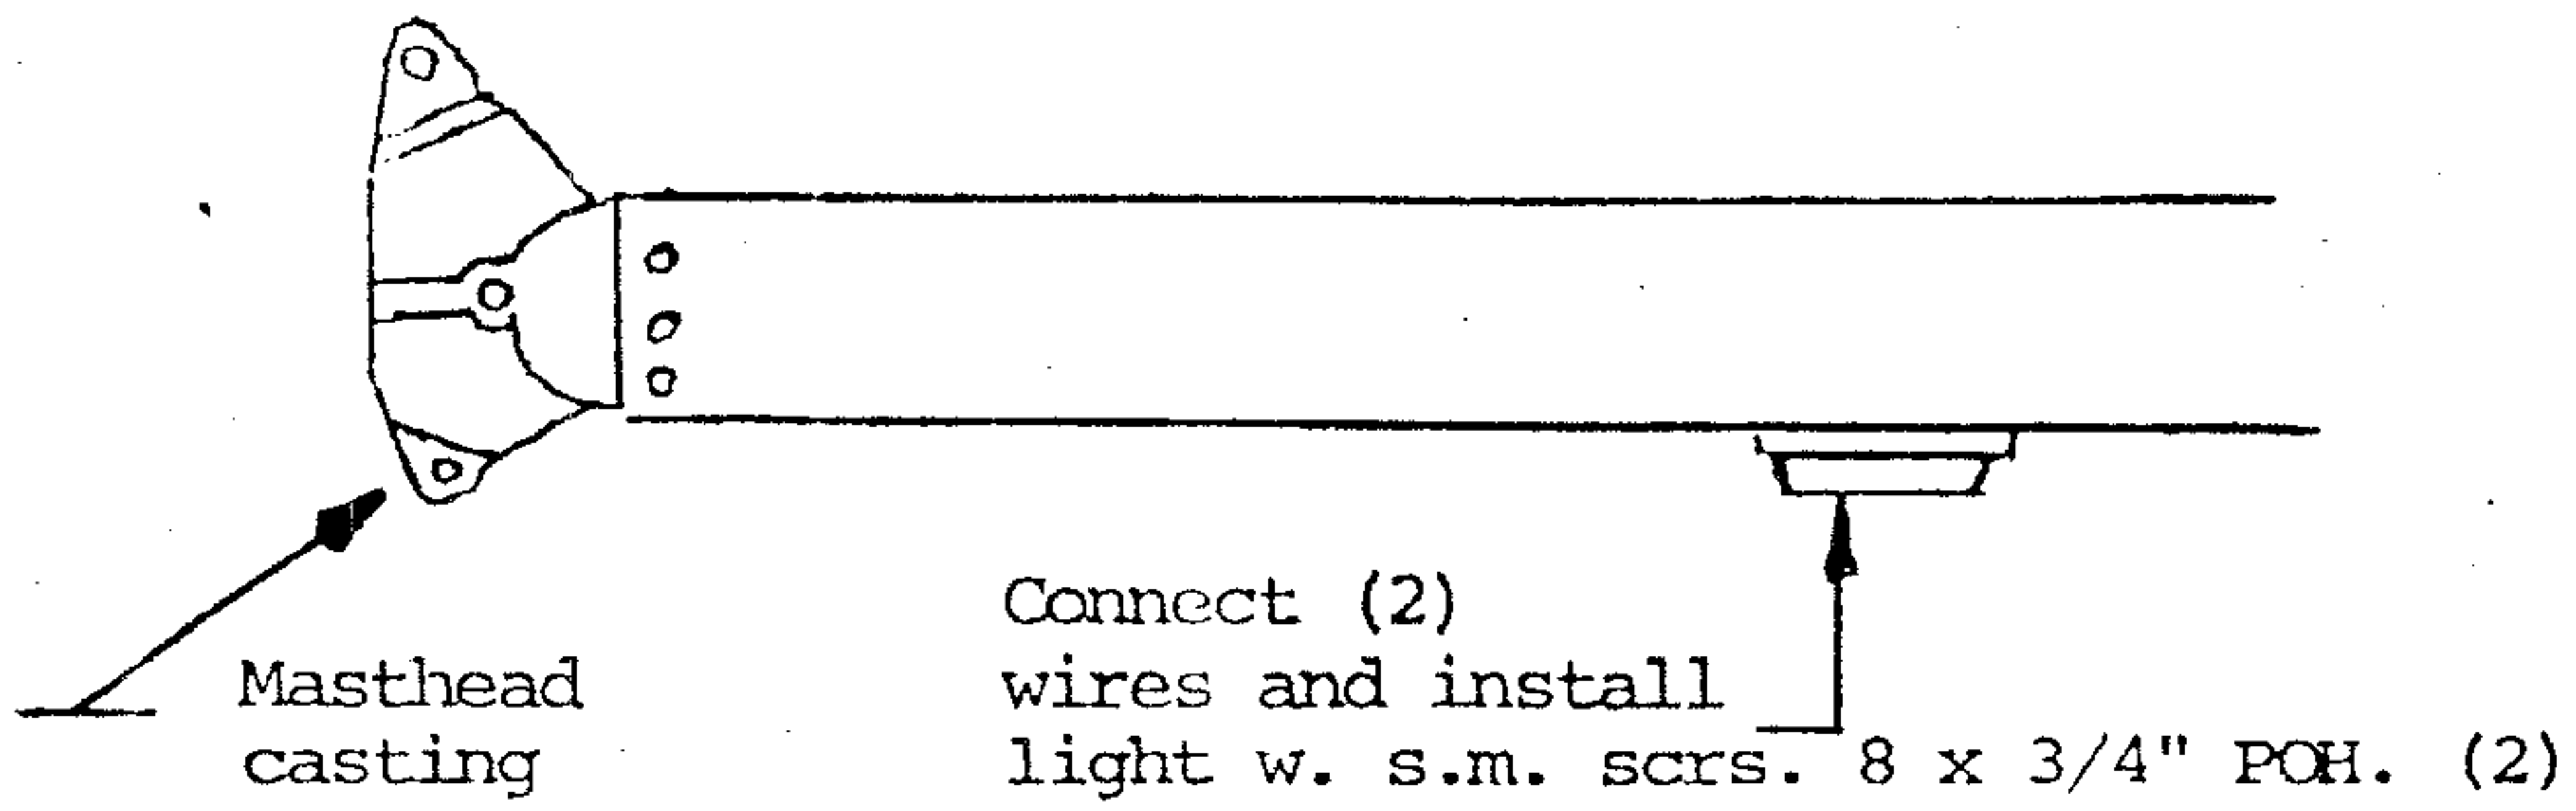 Masthead
casting
Connect (2)
wires and install
light w. s.m. scrs. 8 x 3/4" POH. (2)